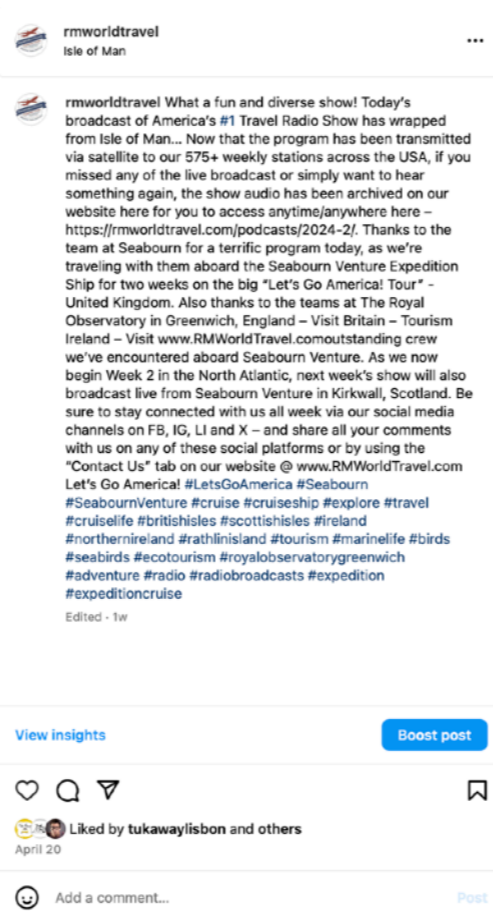 rmworldtravel
Isle of Man
rmworldtravel What a fun and diverse show! Today's
broadcast of America's #1 Travel Radio Show has wrapped
from Isle of Man... Now that the program has been transmitted
via satellite to our 575+ weekly stations across the USA, if you
missed any of the live broadcast or simply want to hear
something again, the show audio has been archived on our
website here for you to access anytime/anywhere here –
https://rmworldtravel.com/podcasts/2024-2/. Thanks to the
team at Seabourn for a terrific program today, as we're
traveling with them aboard the Seabourn Venture Expedition
Ship for two weeks on the big "Let's Go America! Tour" -
United Kingdom. Also thanks to the teams at The Royal
Observatory in Greenwich, England – Visit Britain – Tourism
Ireland – Visit www.RMWorldTravel.comoutstanding crew
we've encountered aboard Seabourn Venture. As we now
begin Week 2 in the North Atlantic, next week's show will also
broadcast live from Seabourn Venture in Kirkwall, Scotland. Be
sure to stay connected with us all week via our social media
channels on FB, IG, LI and X – and share all your comments
with us on any of these social platforms or by using the
"Contact Us" tab on our website @ www.RMWorldTravel.com
Let's Go America! #LetsGoAmerica #Seabourn
#SeabournVenture #cruise #cruiseship #explore #travel
#cruiselife #britishisles #scottishisles #ireland
#northernireland #rathlinisland #tourism #marinelife #birds
#seabirds #ecotourism #royalobservatorygreenwich
#adventure #radio #radiobroadcasts #expedition
#expeditioncruise
Edited · 1w
View insights
Boost post
Liked by tukawaylisbon and others
April 20
Add a comment...
Post